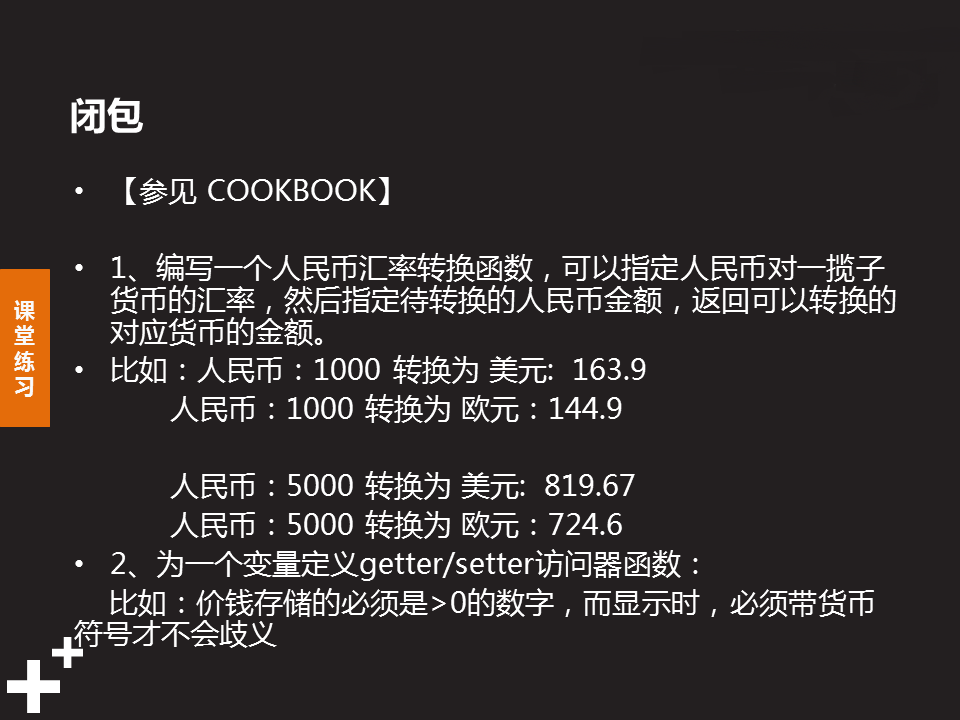 闭包
• 【参见 COOKBOOK】
• 1、编写一个人民币汇率转换函数，可以指定人民币对一揽子
货币的汇率，然后指定待转换的人民币金额，返回可以转换的
对应货币的金额。
• 比如：人民币：1000 转换为 美元: 163.9
人民币：1000 转换为 欧元：144.9
人民币：5000 转换为 美元: 819.67
人民币：5000 转换为 欧元：724.6
• 2、为一个变量定义getter/setter访问器函数：
比如：价钱存储的必须是>0的数字，而显示时，必须带货币
符号才不会歧义
课
堂
练
习